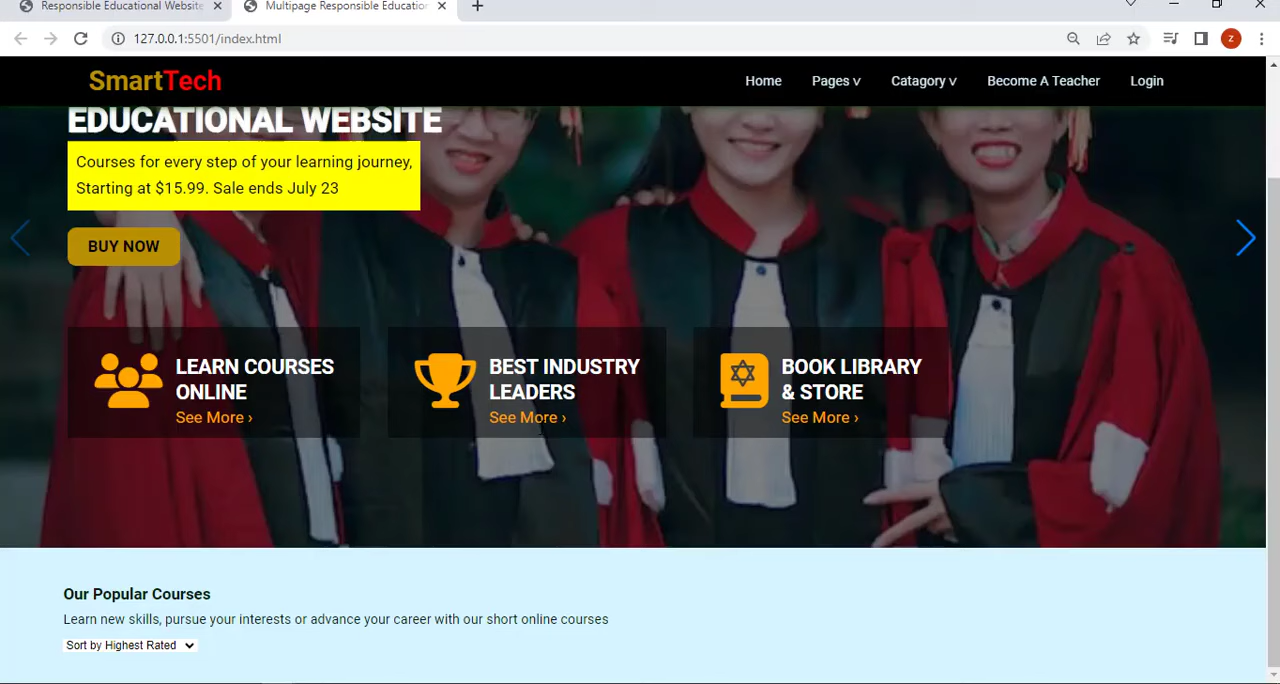 Responsible Educational Website
Multipage Responsible Education
127.0.0.1:5501/index.html
z
SmartTech
Home
Pages v
Catagory v
Become A Teacher
Login
EDUCATIONAL WEBSITE
Courses for every step of your learning journey,
Starting at $15.99. Sale ends July 23
BUY NOW
LEARN COURSES
ONLINE
See More ›
BEST INDUSTRY
LEADERS
See More ›
BOOK LIBRARY
& STORE
See More ›
Our Popular Courses
Learn new skills, pursue your interests or advance your career with our short online courses
Sort by Highest Rated